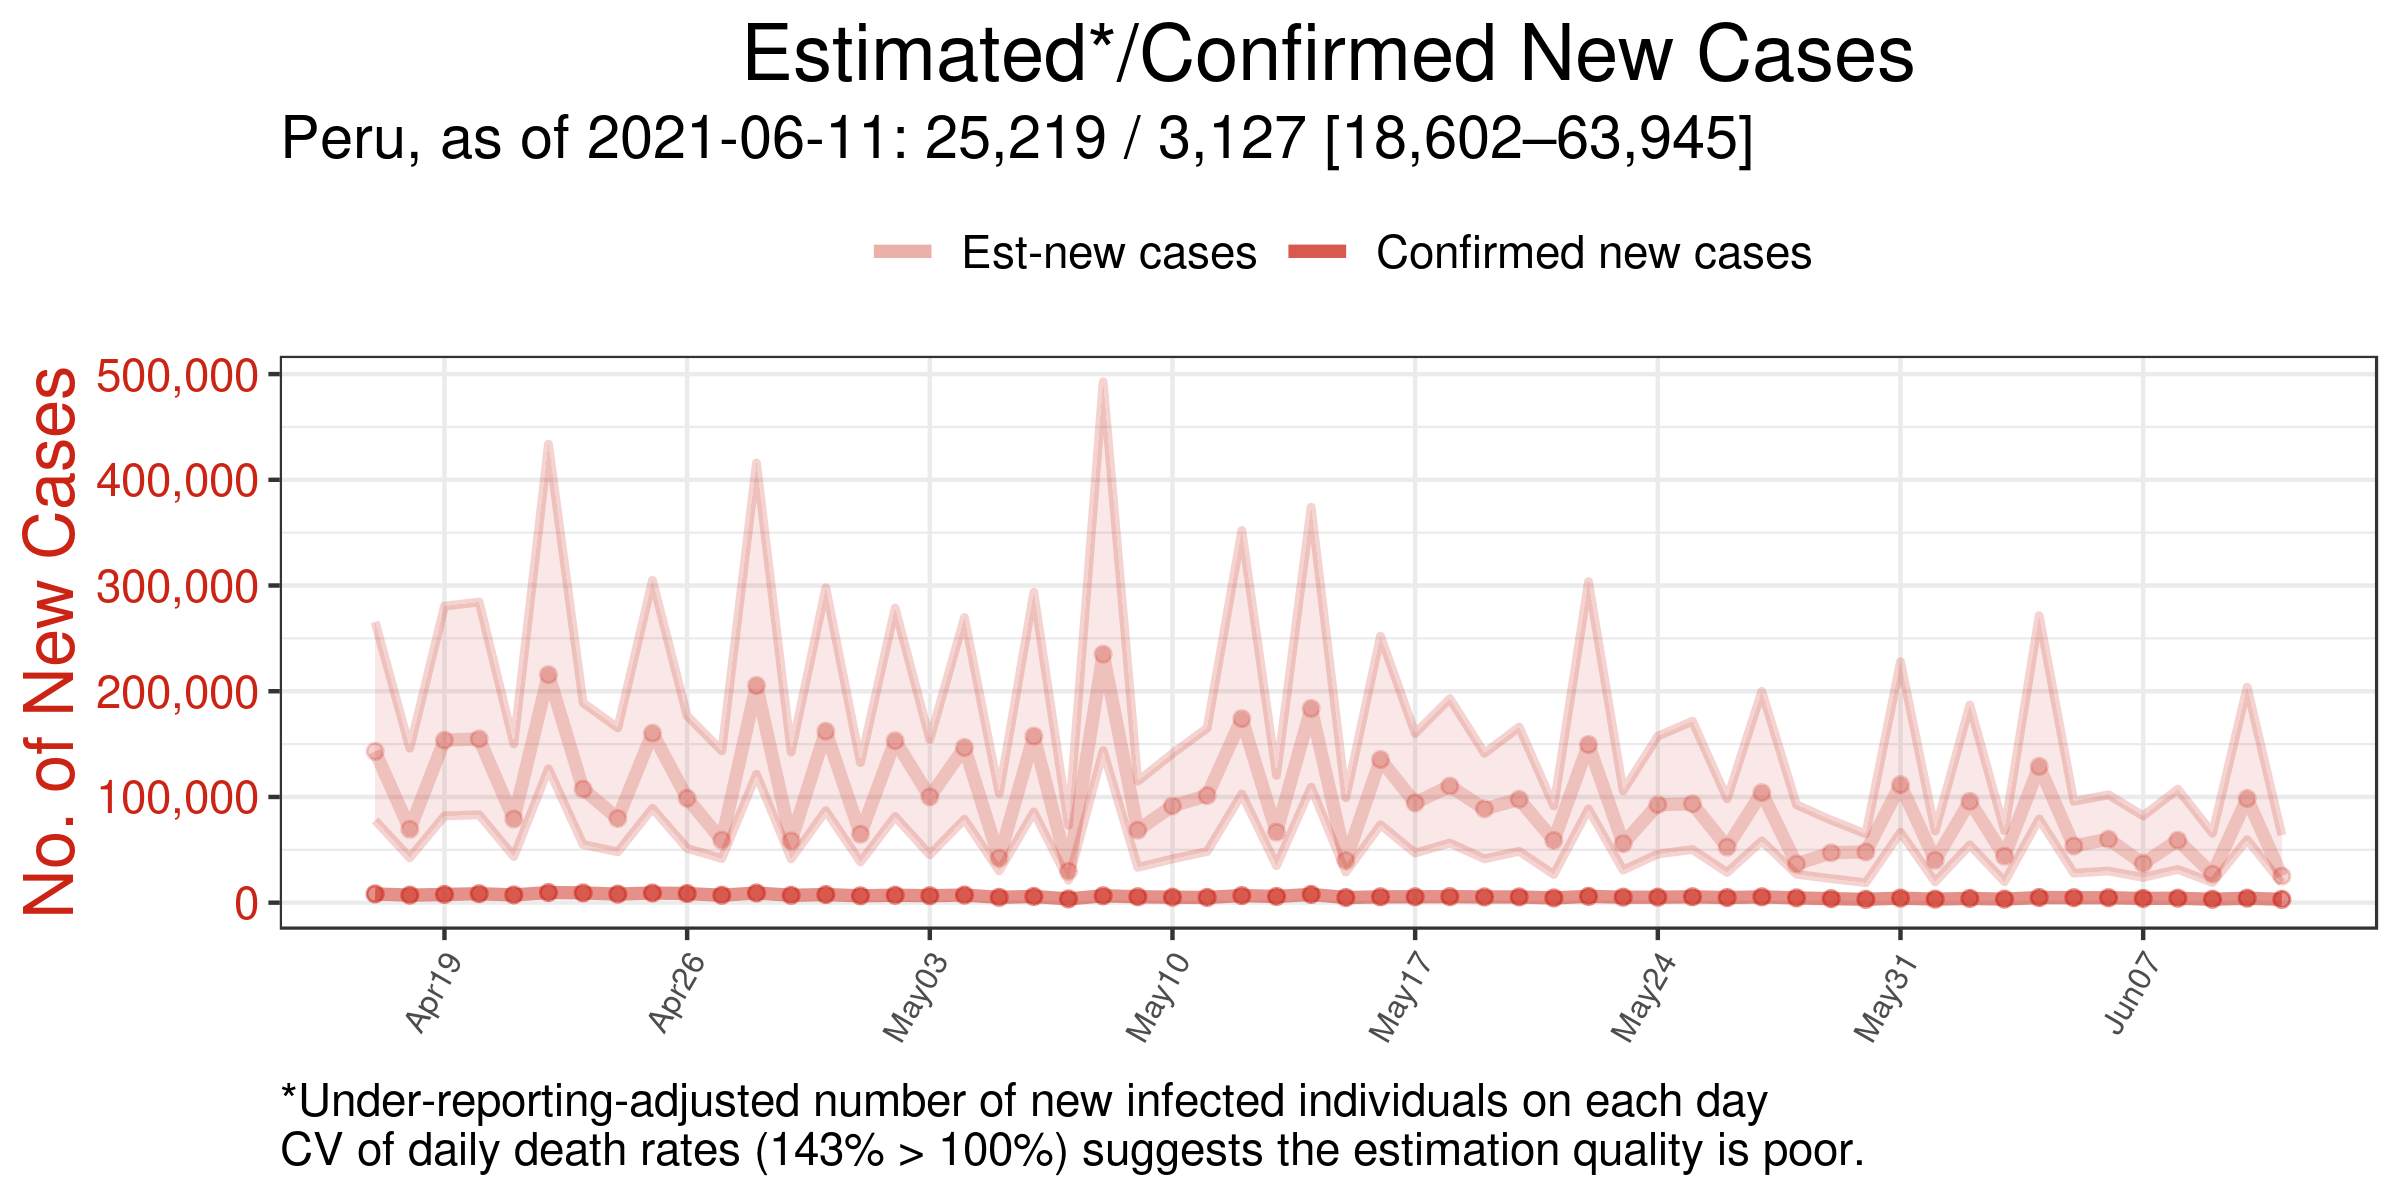 Estimated*/Confirmed New Cases
Peru, as of 2021-06-11: 25,219 / 3,127 [18,602–63,945]
Est-new cases
Confirmed new cases
No. of New Cases
500,000
400,000
300,000
200,000
100,000
0
Apr19
Apr26
May03
May10
May17
May24
May31
Jun07
*Under-reporting-adjusted number of new infected individuals on each day
CV of daily death rates (143% > 100%) suggests the estimation quality is poor.